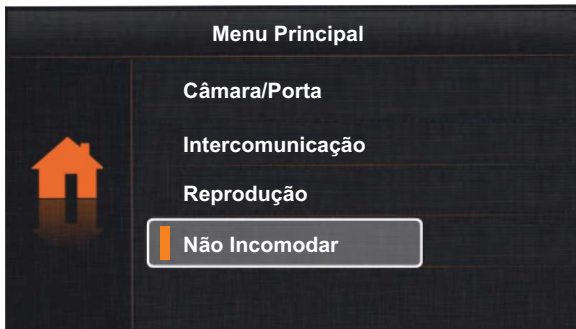 Menu Principal
Câmara/Porta
Intercomunicação
Reprodução
Não Incomodar